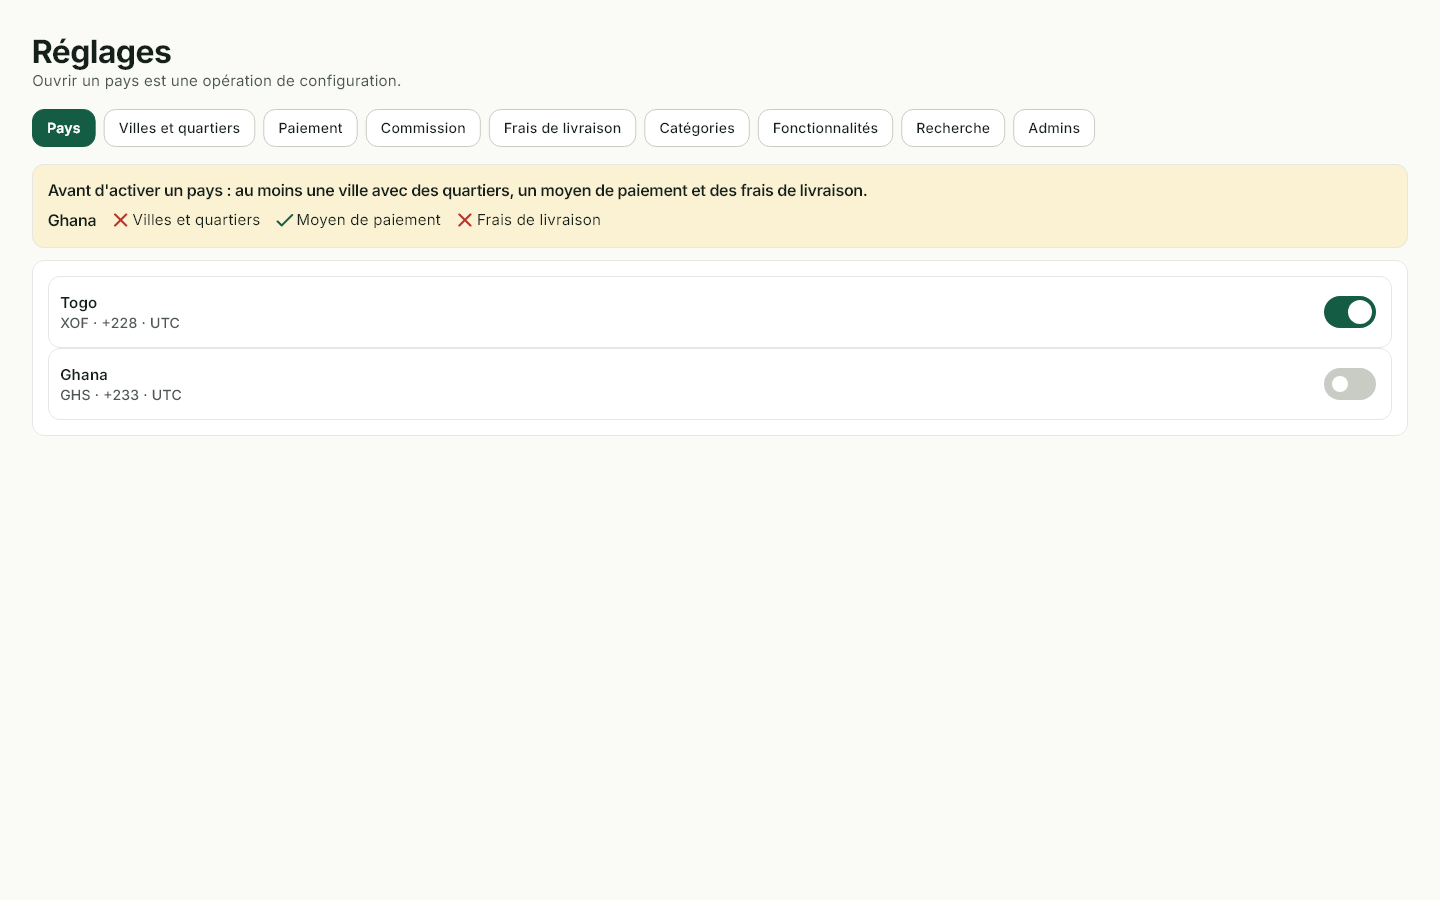 Réglages
Ouvrir un pays est une opération de configuration.
Pays Villes et quartiers Paiement Commission Frais de livraison Catégories Fonctionnalités Recherche Admins
Avant d'activer un pays : au moins une ville avec des quartiers, un moyen de paiement et des frais de livraison.
Ghana Villes et quartiers Moyen de paiement Frais de livraison
Togo
XOF · +228 · UTC
Ghana
GHS · +233 · UTC